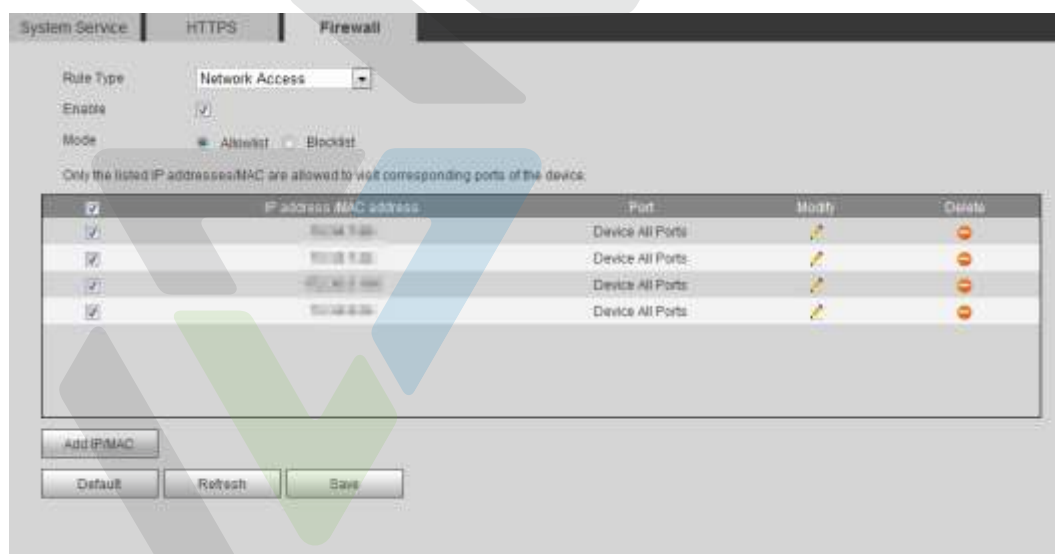 System Service HTTPS Firewall
Rule Type Network Access
Enable
Mode Allowlist Blocklist
Only the listed IP addresses/MAC are allowed to visit corresponding ports of the device.
IP address /MAC address Port Modify Delete
Device All Ports
Device All Ports
Device All Ports
Device All Ports
Add IP/MAC
Default Refresh Save